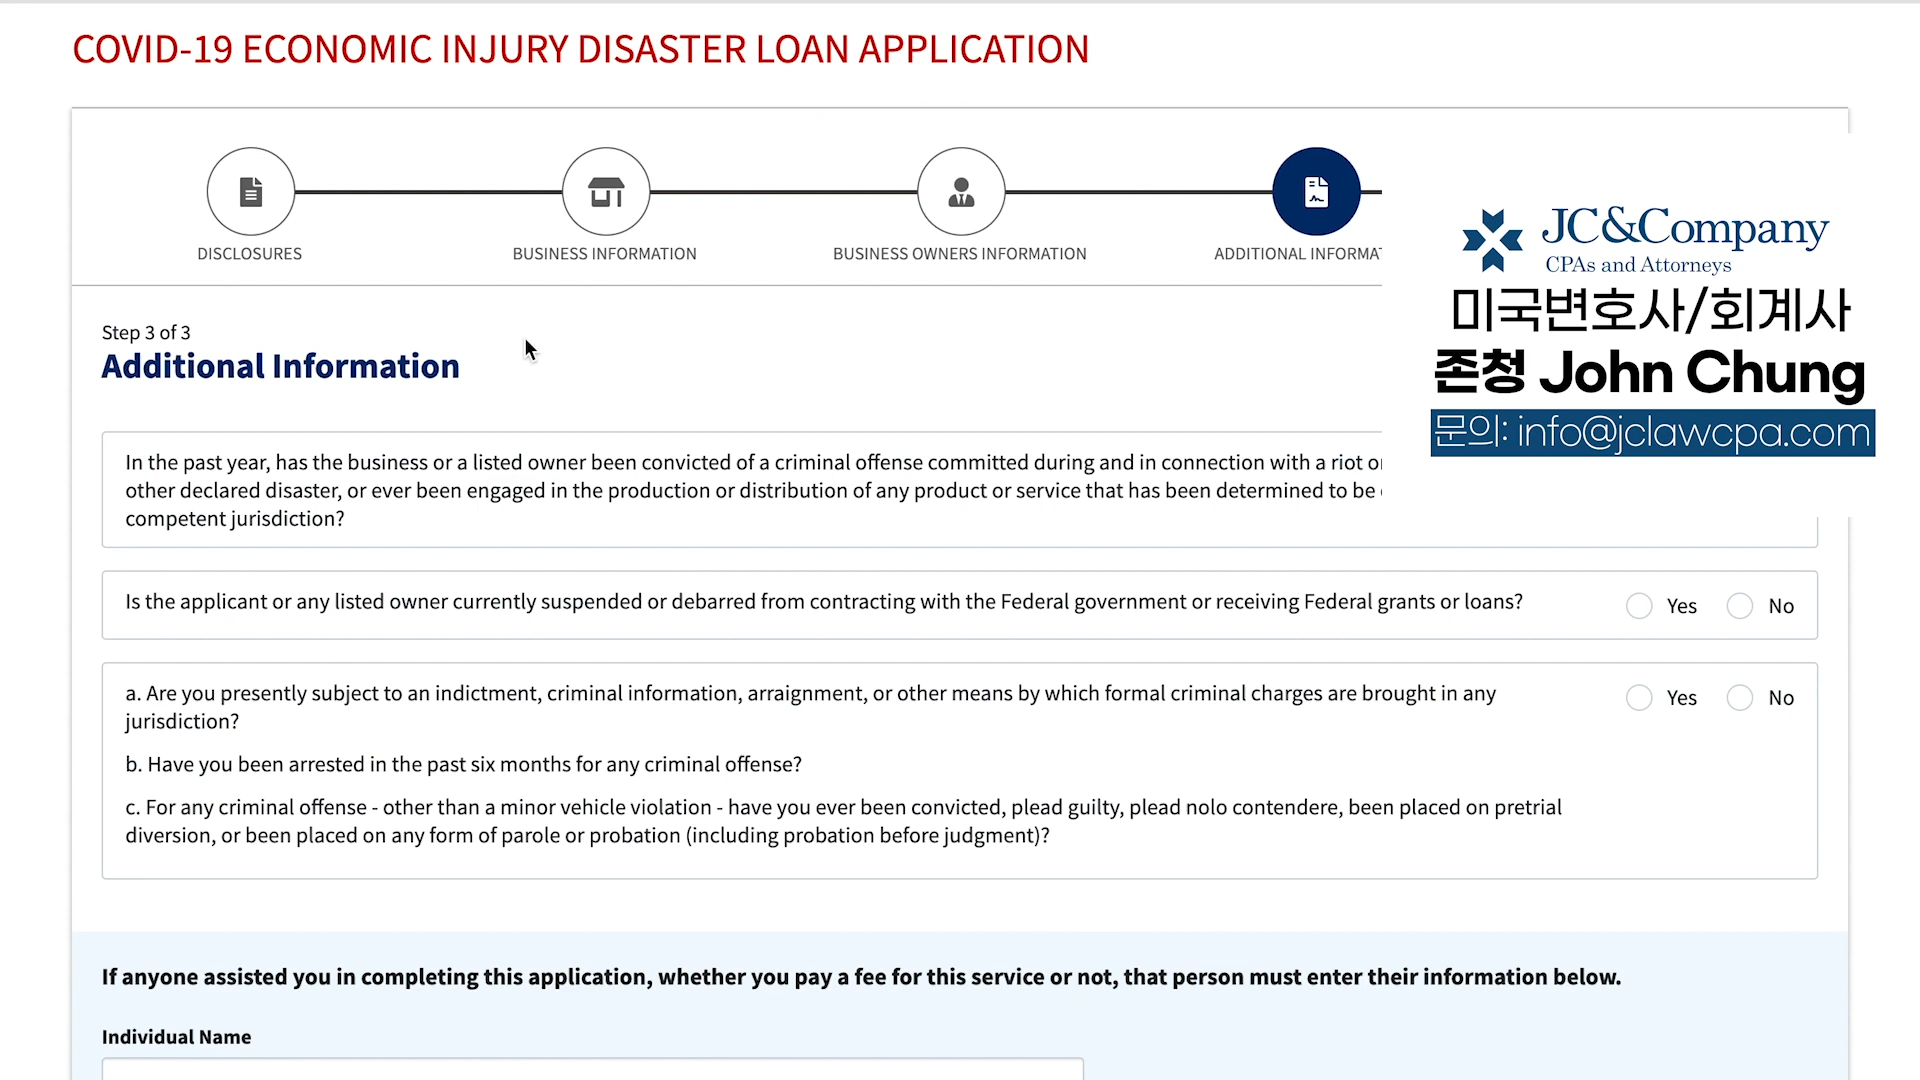 COVID-19 ECONOMIC INJURY DISASTER LOAN APPLICATION
DISCLOSURES
BUSINESS INFORMATION
BUSINESS OWNERS INFORMATION
ADDITIONAL INFORMAT
JC&Company
CPAs and Attorneys
미국변호사/회계사
존청 John Chung
문의: info@jclawcpa.com
Step 3 of 3
Additional Information
In the past year, has the business or a listed owner been convicted of a criminal offense committed during and in connection with a riot or
other declared disaster, or ever been engaged in the production or distribution of any product or service that has been determined to be
competent jurisdiction?
Is the applicant or any listed owner currently suspended or debarred from contracting with the Federal government or receiving Federal grants or loans?
Yes No
a. Are you presently subject to an indictment, criminal information, arraignment, or other means by which formal criminal charges are brought in any
jurisdiction?
Yes No
b. Have you been arrested in the past six months for any criminal offense?
c. For any criminal offense - other than a minor vehicle violation - have you ever been convicted, plead guilty, plead nolo contendere, been placed on pretrial
diversion, or been placed on any form of parole or probation (including probation before judgment)?
If anyone assisted you in completing this application, whether you pay a fee for this service or not, that person must enter their information below.
Individual Name